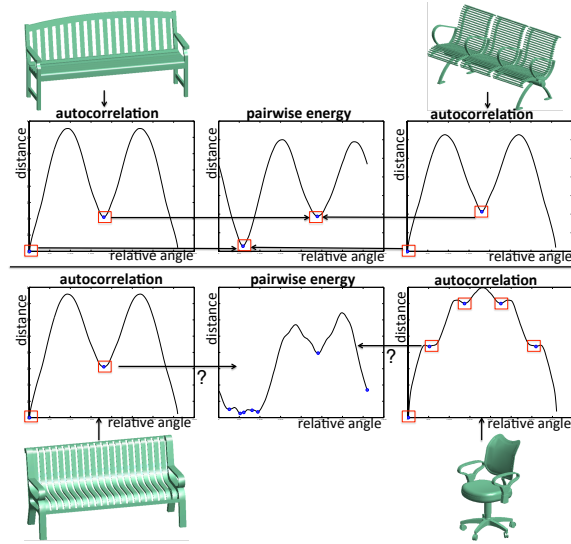 autocorrelation
pairwise energy
autocorrelation
distance
distance
distance
relative angle
relative angle
relative angle
autocorrelation
pairwise energy
autocorrelation
distance
distance
distance
?
?
relative angle
relative angle
relative angle